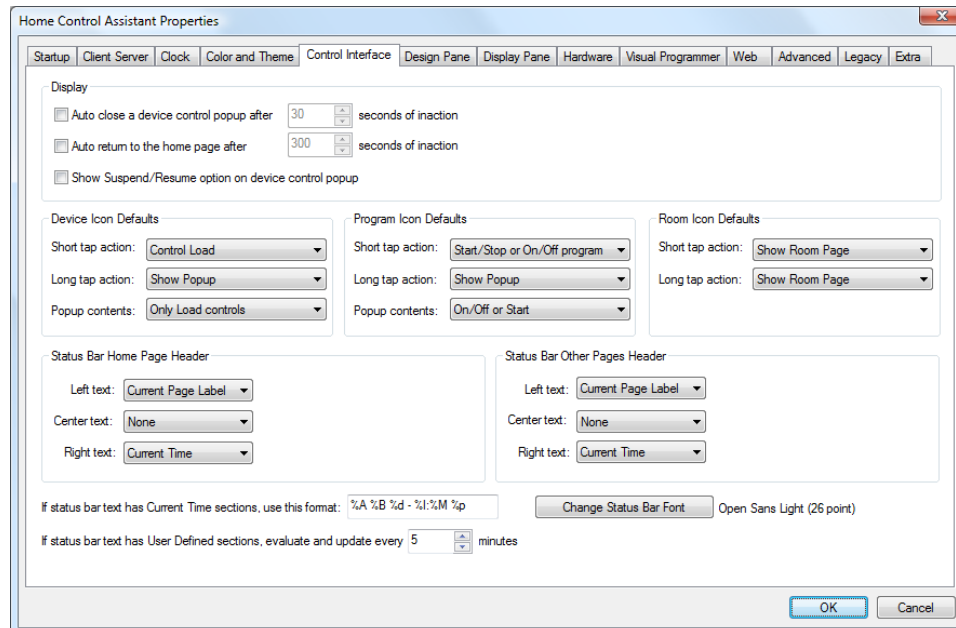 Home Control Assistant Properties
Startup Client Server Clock Color and Theme Control Interface Design Pane Display Pane Hardware Visual Programmer Web Advanced Legacy Extra
Display
Auto close a device control popup after 30 seconds of inaction
Auto return to the home page after 300 seconds of inaction
Show Suspend/Resume option on device control popup
Device Icon Defaults Program Icon Defaults Room Icon Defaults
Short tap action: Control Load Short tap action: Start/Stop or On/Off program Short tap action: Show Room Page
Long tap action: Show Popup Long tap action: Show Popup Long tap action: Show Room Page
Popup contents: Only Load controls Popup contents: On/Off or Start
Status Bar Home Page Header Status Bar Other Pages Header
Left text: Current Page Label Left text: Current Page Label
Center text: None Center text: None
Right text: Current Time Right text: Current Time
If status bar text has Current Time sections, use this format: %A %B %d - %I:%M %p Change Status Bar Font Open Sans Light (26 point)
If status bar text has User Defined sections, evaluate and update every 5 minutes
OK Cancel